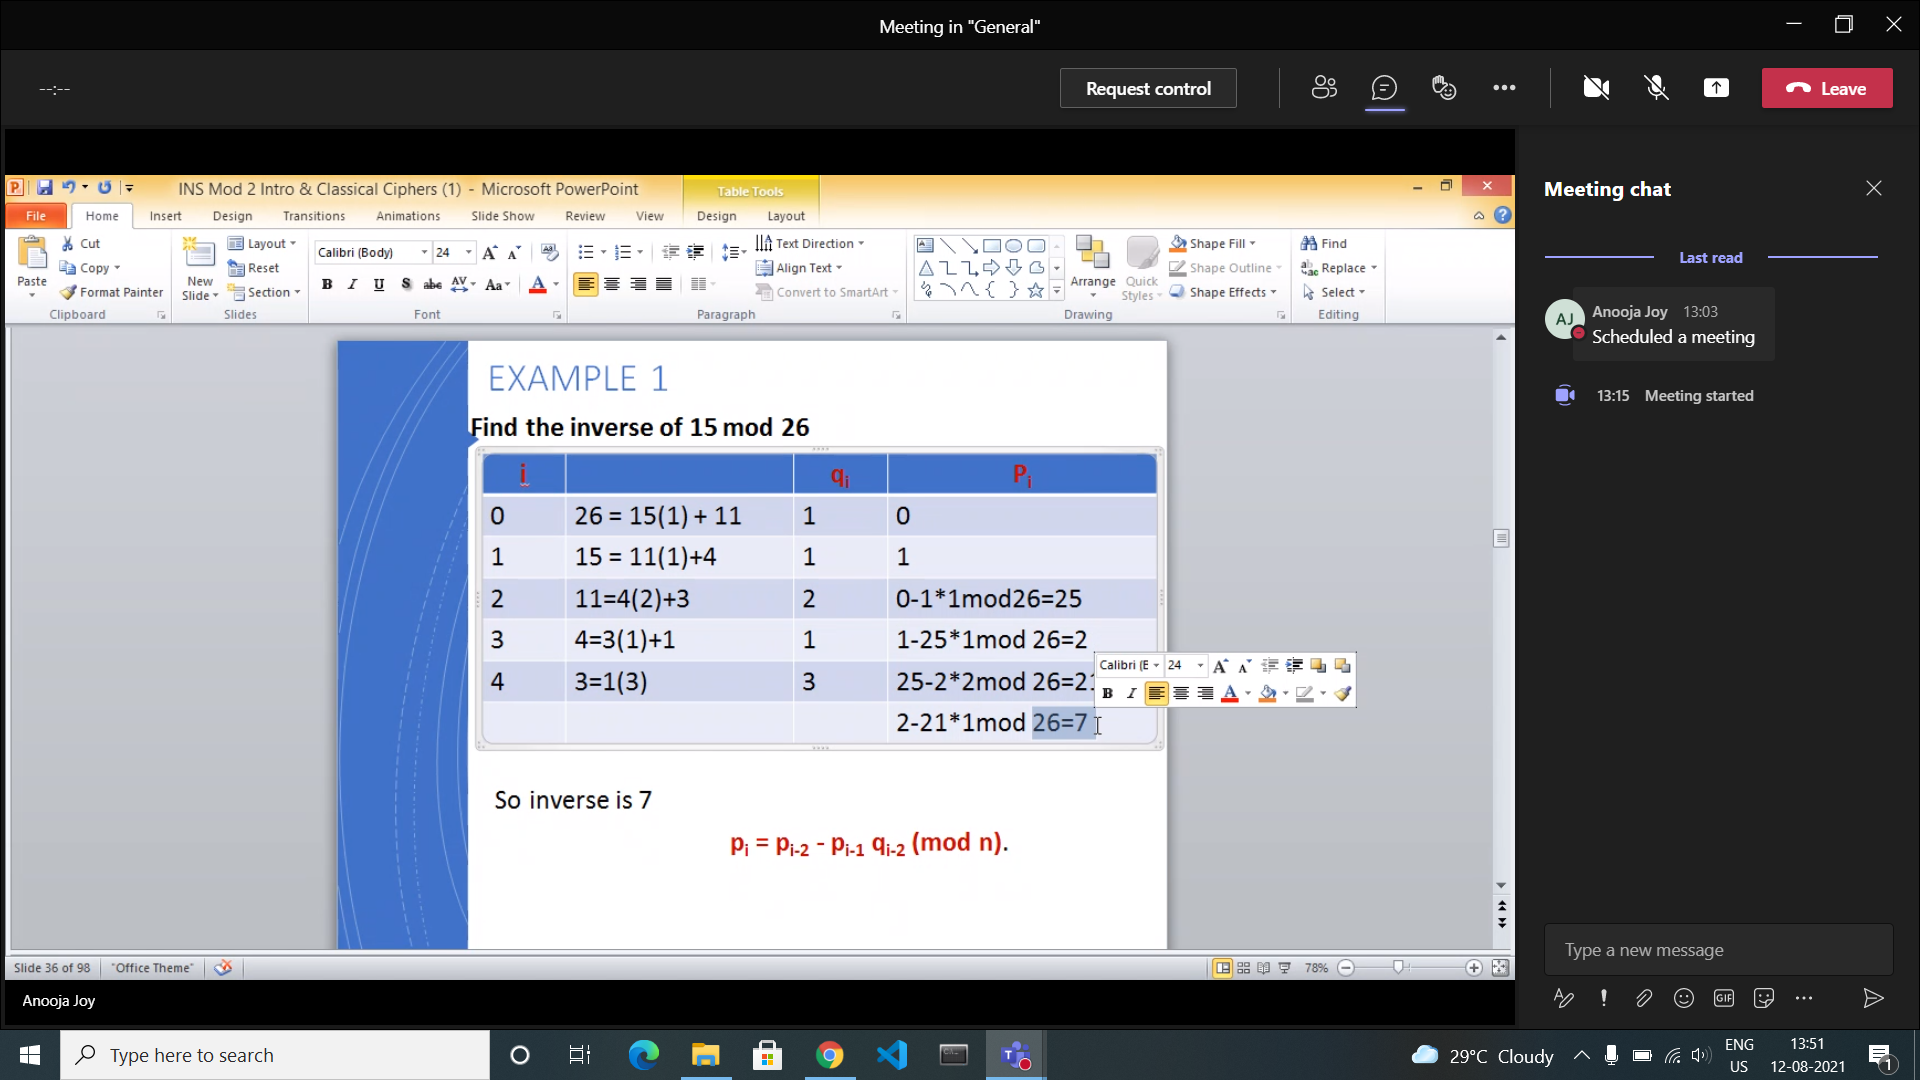 Meeting in "General"
--:--
Request control
Leave
INS Mod 2 Intro & Classical Ciphers (1) - Microsoft PowerPoint
Table Tools
File Home Insert Design Transitions Animations Slide Show Review View Design Layout
Paste
Cut
Copy
Format Painter
Clipboard
New Slide
Layout
Reset
Section
Slides
Calibri (Body) 24
Font
Text Direction
Align Text
Convert to SmartArt
Paragraph
Arrange
Quick Styles
Shape Fill
Shape Outline
Shape Effects
Drawing
Find
Replace
Select
Editing
EXAMPLE 1
Find the inverse of 15 mod 26
i qi Pi
0 26 = 15(1) + 11 1 0
1 15 = 11(1)+4 1 1
2 11=4(2)+3 2 0-1*1mod26=25
3 4=3(1)+1 1 1-25*1mod 26=2
4 3=1(3) 3 25-2*2mod 26=21
2-21*1mod 26=7
Calibri (E 24
So inverse is 7
pi = pi-2 - pi-1 qi-2 (mod n).
Slide 36 of 98 "Office Theme" 78%
Anooja Joy
Meeting chat
Last read
AJ
Anooja Joy 13:03
Scheduled a meeting
13:15 Meeting started
Type a new message
GIF
Type here to search
29°C Cloudy
ENG
US
13:51
12-08-2021
1